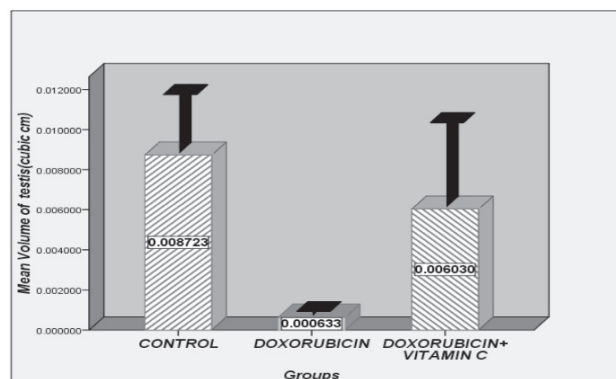 Mean Volume of testis(cubic cm)
0.012000
0.010000
0.008000
0.006000
0.004000
0.002000
0.000000
0.008723
0.000633
0.006030
CONTROL
DOXORUBICIN
DOXORUBICIN+
VITAMIN C
Groups